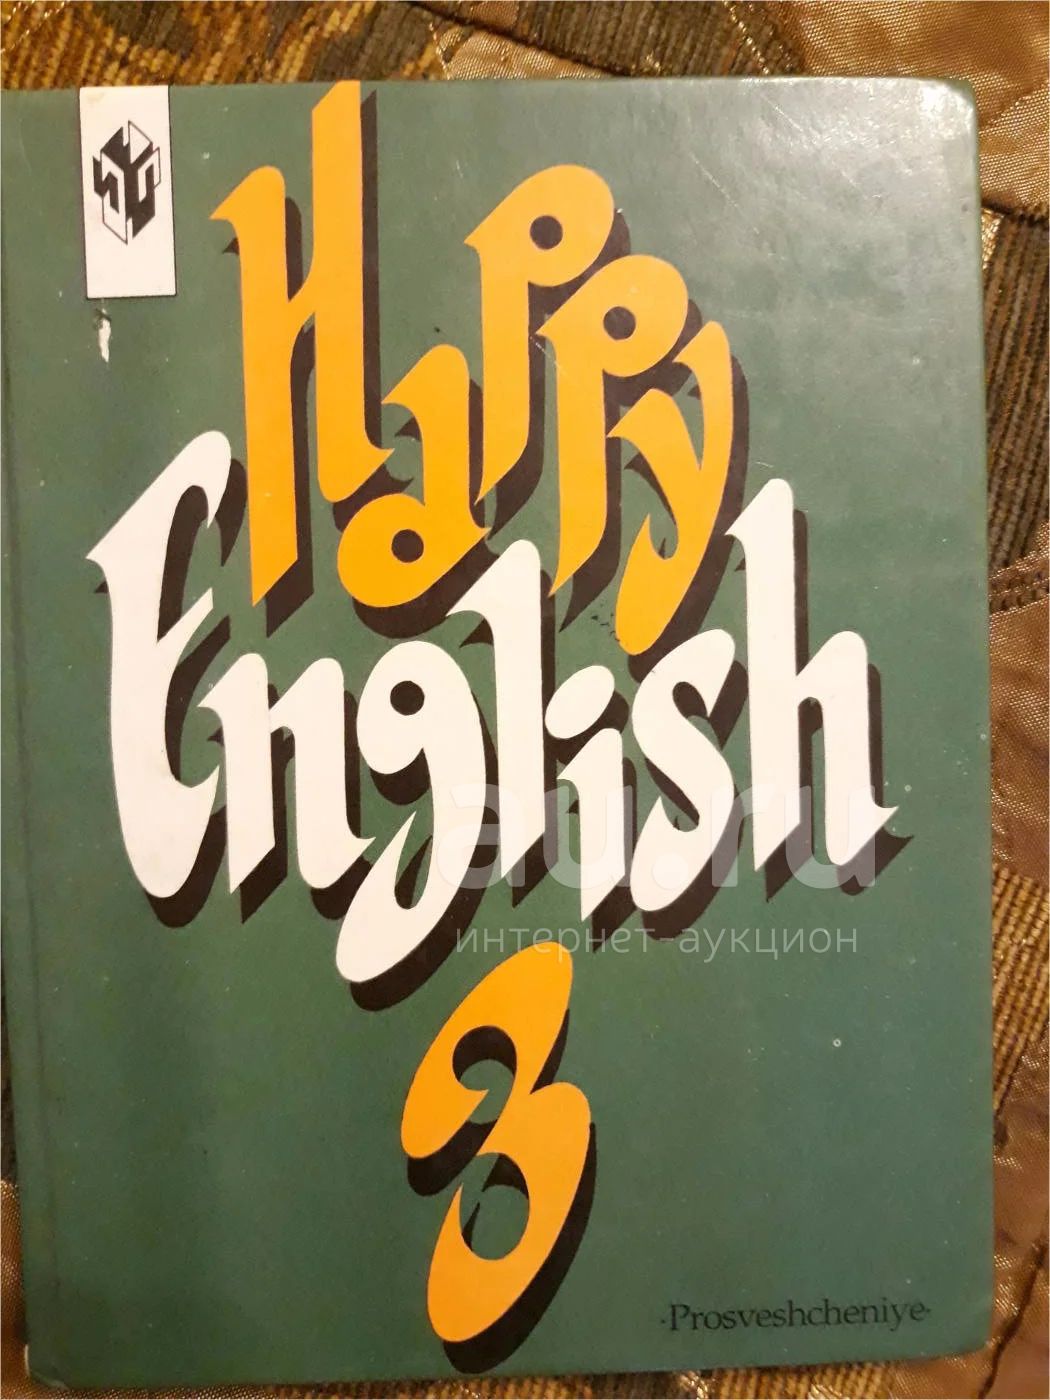 Happy
English
au.ru
интернет-аукцион
3
·Prosveshcheniye·